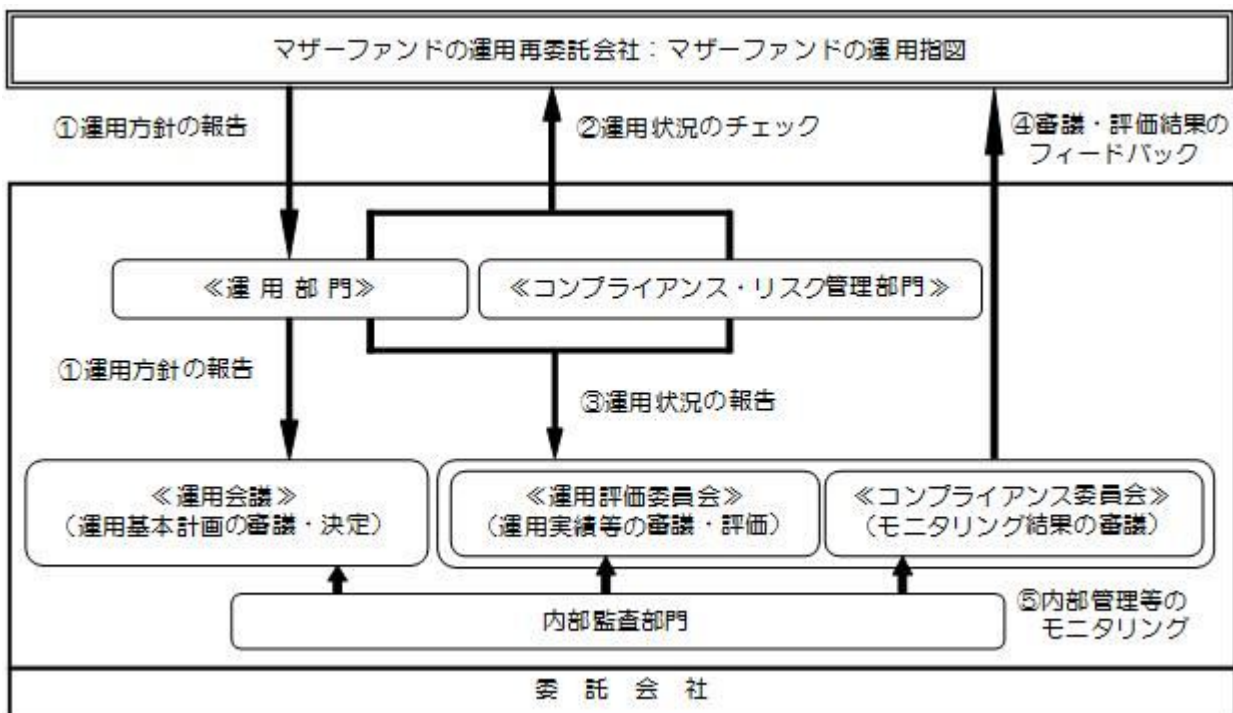 マザーファンドの運用再委託会社：マザーファンドの運用指図
①運用方針の報告
②運用状況のチェック
④審議・評価結果の
フィードバック
≪運 用 部 門≫
≪コンプライアンス・リスク管理部門≫
①運用方針の報告
③運用状況の報告
≪運用会議≫
（運用基本計画の審議・決定）
≪運用評価委員会≫
（運用実績等の審議・評価）
≪コンプライアンス委員会≫
（モニタリング結果の審議）
内部監査部門
⑤内部管理等の
モニタリング
委 託 会 社